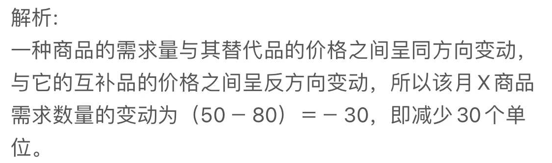 解析:
一种商品的需求量与其替代品的价格之间呈同方向变动，
与它的互补品的价格之间呈反方向变动，所以该月X商品
需求数量的变动为（50－80）＝－30，即减少30个单
位。